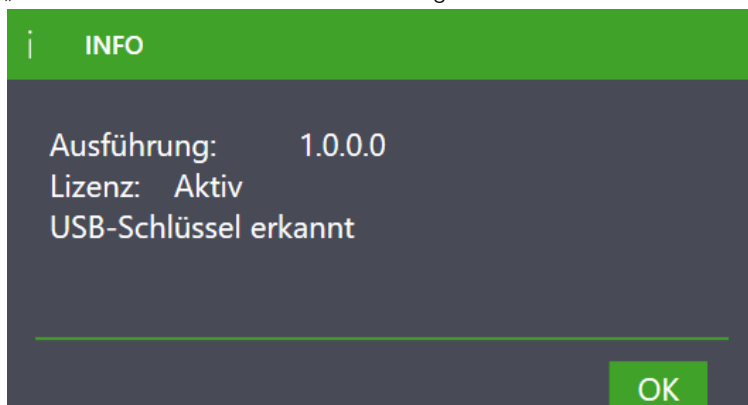 i INFO
Ausführung: 1.0.0.0
Lizenz: Aktiv
USB-Schlüssel erkannt
OK